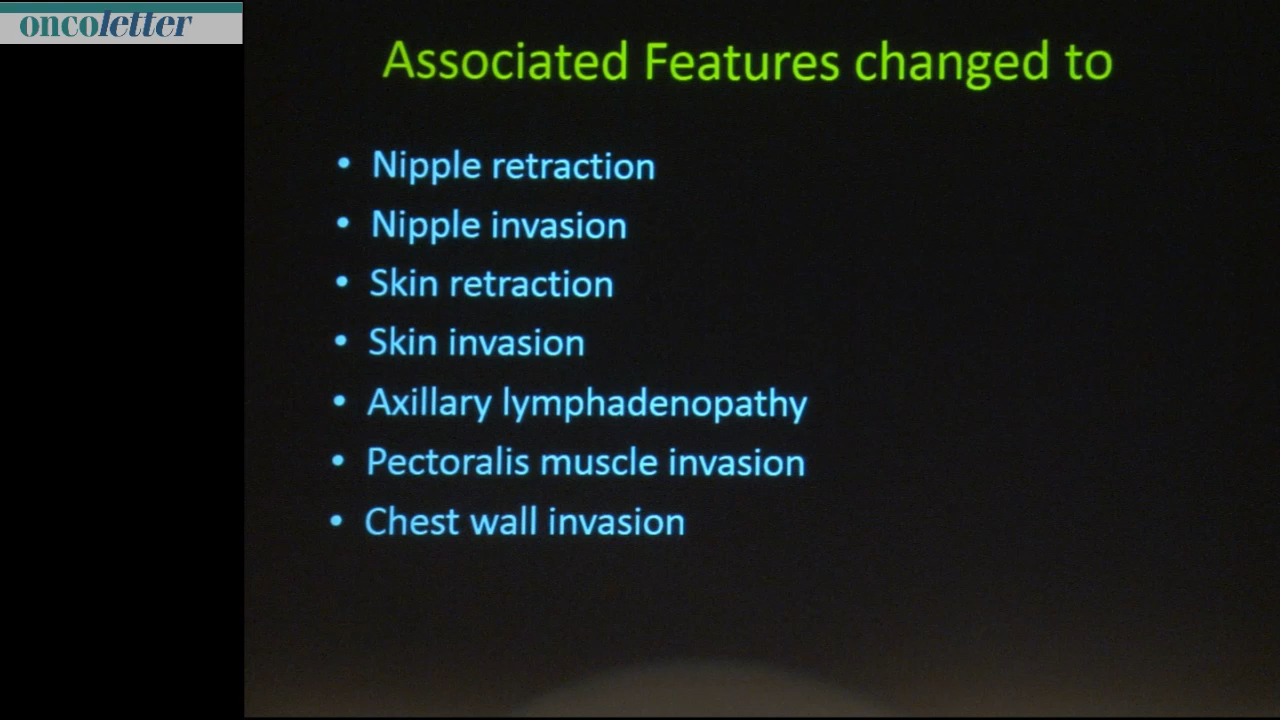 oncoletter
Associated Features changed to
• Nipple retraction
• Nipple invasion
• Skin retraction
• Skin invasion
• Axillary lymphadenopathy
• Pectoralis muscle invasion
• Chest wall invasion